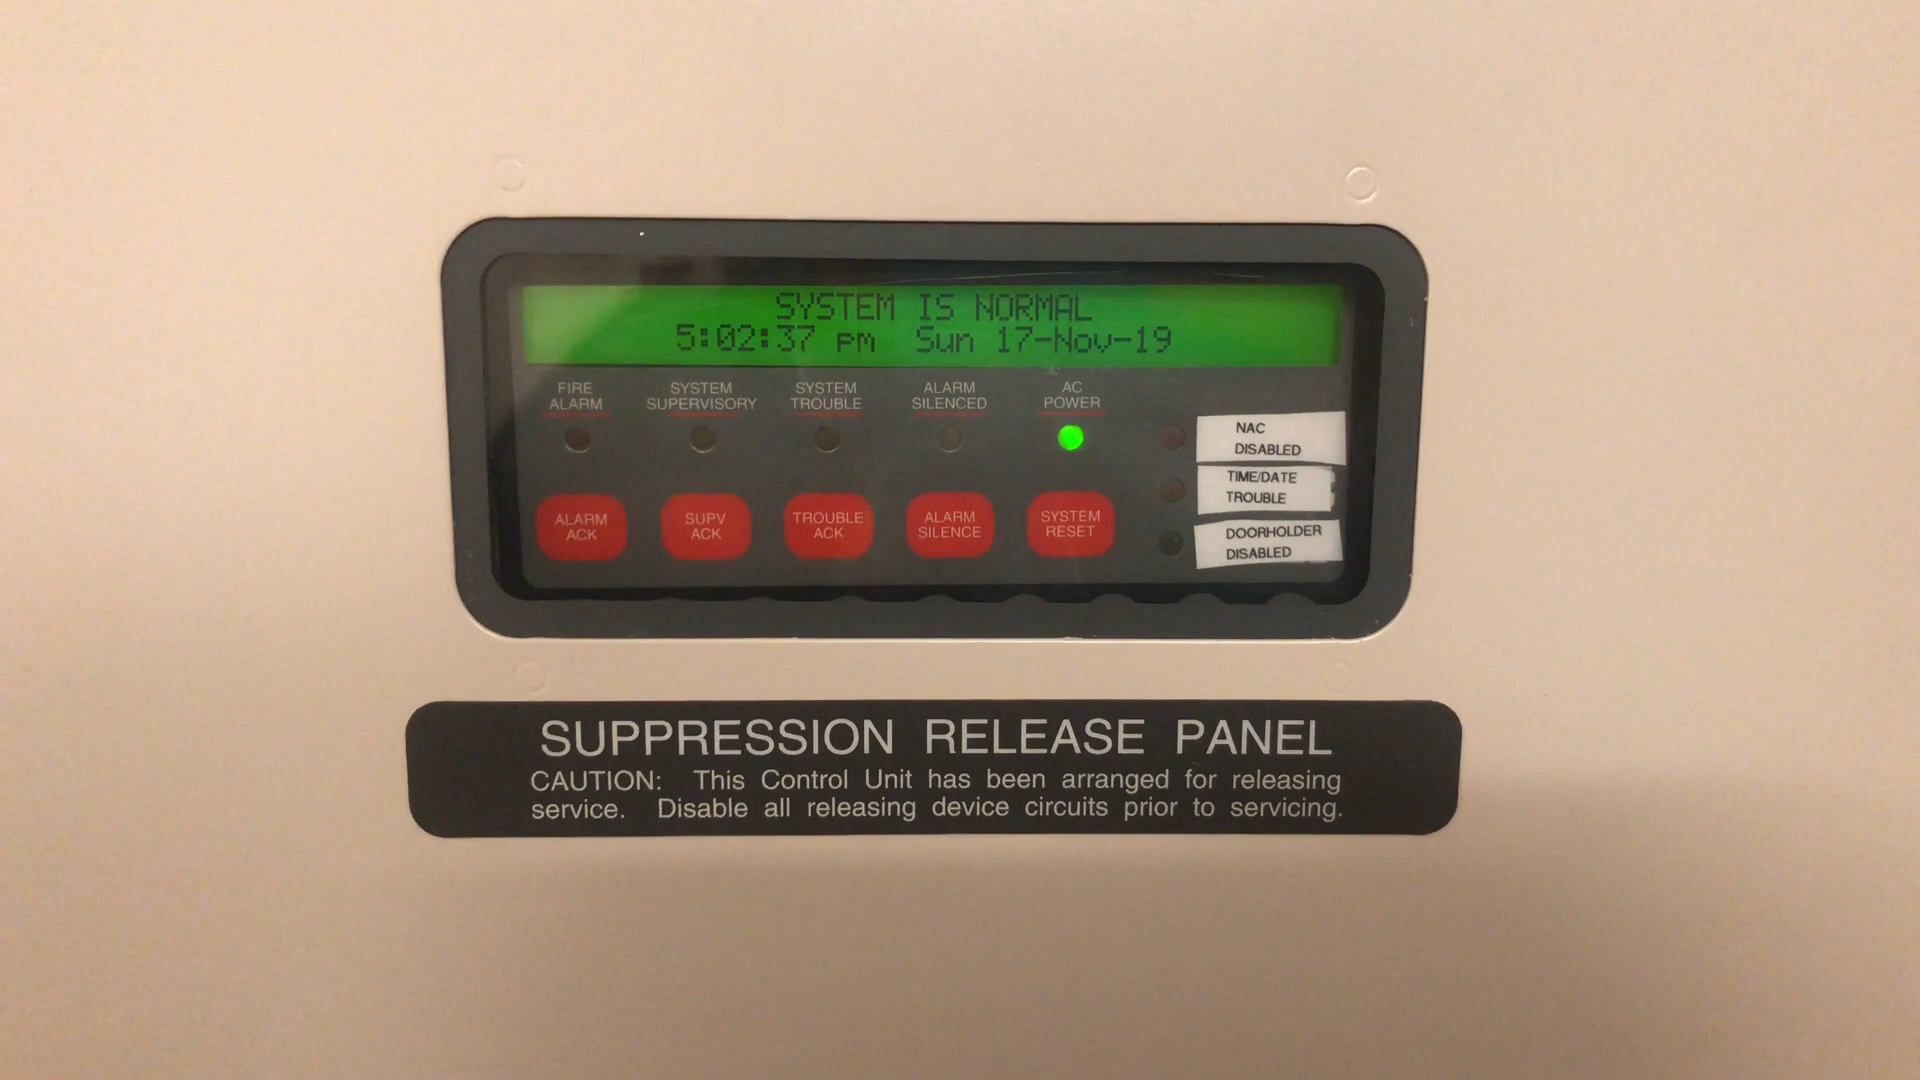 SYSTEM IS NORMAL
5:02:37 pm Sun 17-Nov-19
FIRE
ALARM
SYSTEM
SUPERVISORY
SYSTEM
TROUBLE
ALARM
SILENCED
AC
POWER
NAC
DISABLED
TIME/DATE
TROUBLE
DOORHOLDER
DISABLED
ALARM
ACK
SUPV
ACK
TROUBLE
ACK
ALARM
SILENCE
SYSTEM
RESET
SUPPRESSION RELEASE PANEL
CAUTION: This Control Unit has been arranged for releasing
service. Disable all releasing device circuits prior to servicing.